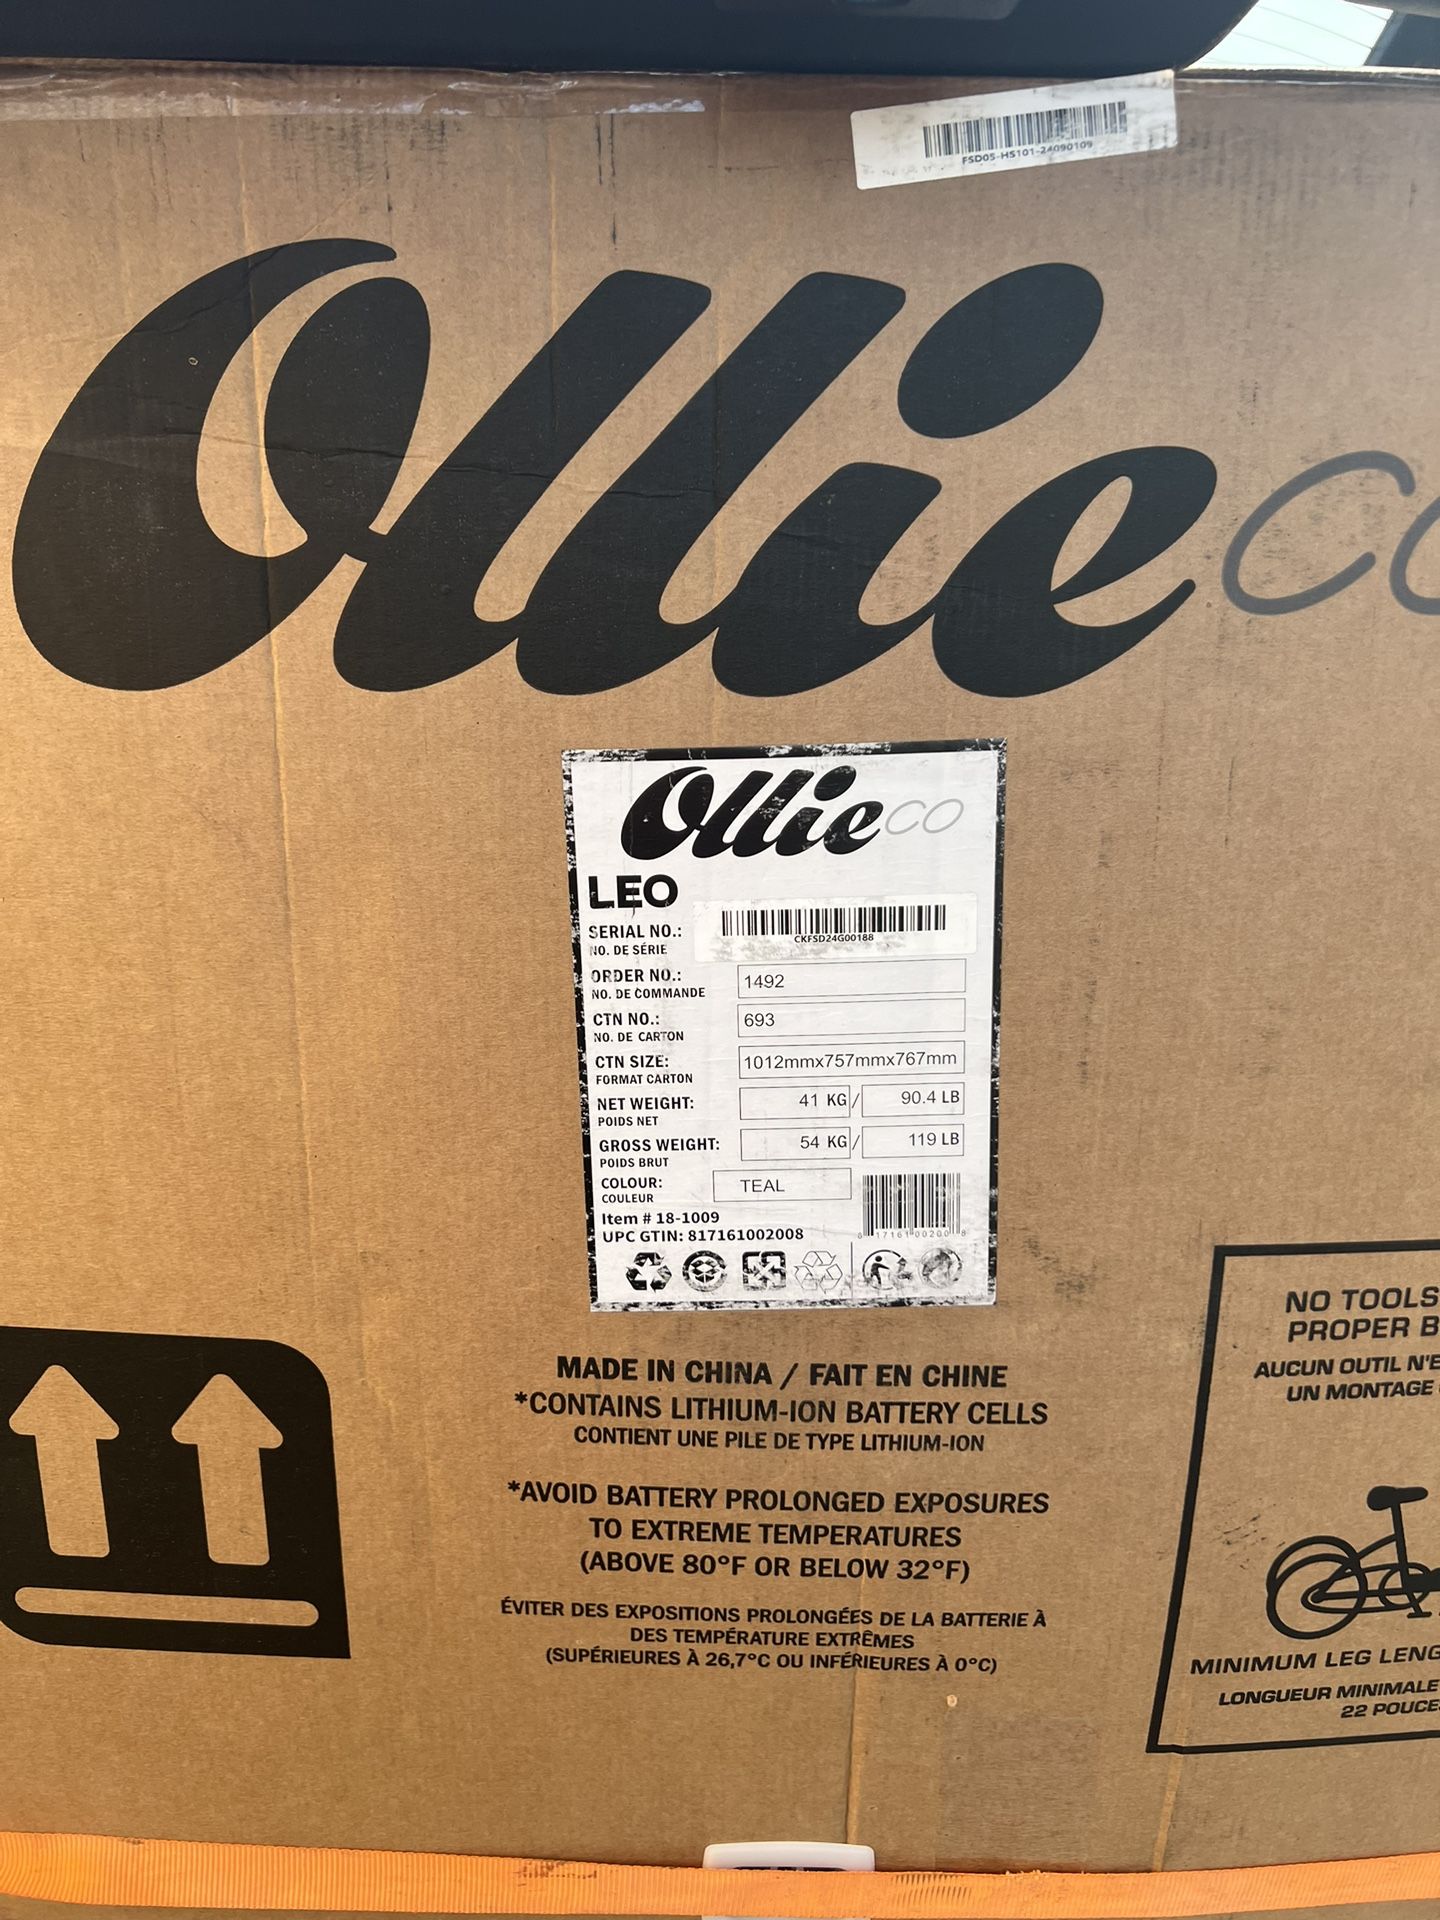 FSD05-HS101-24090109
Ollie CO
Ollie CO
LEO
SERIAL NO.:
NO. DE SÉRIE
CKFSD24G00188
ORDER NO.:
NO. DE COMMANDE
1492
CTN NO.:
NO. DE CARTON
693
CTN SIZE:
FORMAT CARTON
1012mmx757mmx767mm
NET WEIGHT:
POIDS NET
41 KG / 90.4 LB
GROSS WEIGHT:
POIDS BRUT
54 KG / 119 LB
COLOUR:
COULEUR
TEAL
Item # 18-1009
UPC GTIN: 817161002008
8 17161 00200 8
MADE IN CHINA / FAIT EN CHINE
*CONTAINS LITHIUM-ION BATTERY CELLS
CONTIENT UNE PILE DE TYPE LITHIUM-ION
*AVOID BATTERY PROLONGED EXPOSURES
TO EXTREME TEMPERATURES
(ABOVE 80°F OR BELOW 32°F)
ÉVITER DES EXPOSITIONS PROLONGÉES DE LA BATTERIE À
DES TEMPÉRATURE EXTRÊMES
(SUPÉRIEURES À 26,7°C OU INFÉRIEURES À 0°C)
NO TOOLS
PROPER B
AUCUN OUTIL N'E
UN MONTAGE
MINIMUM LEG LENG
LONGUEUR MINIMALE
22 POUCE